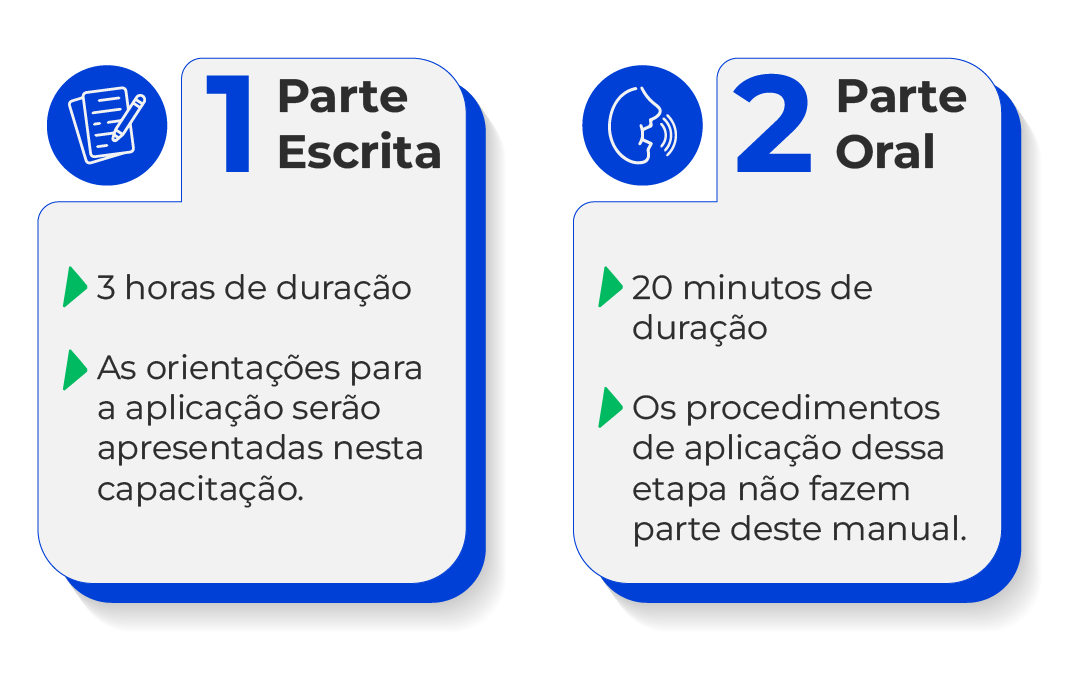 1 Parte
Escrita
3 horas de duração
As orientações para
a aplicação serão
apresentadas nesta
capacitação.
2 Parte
Oral
20 minutos de
duração
Os procedimentos
de aplicação dessa
etapa não fazem
parte deste manual.